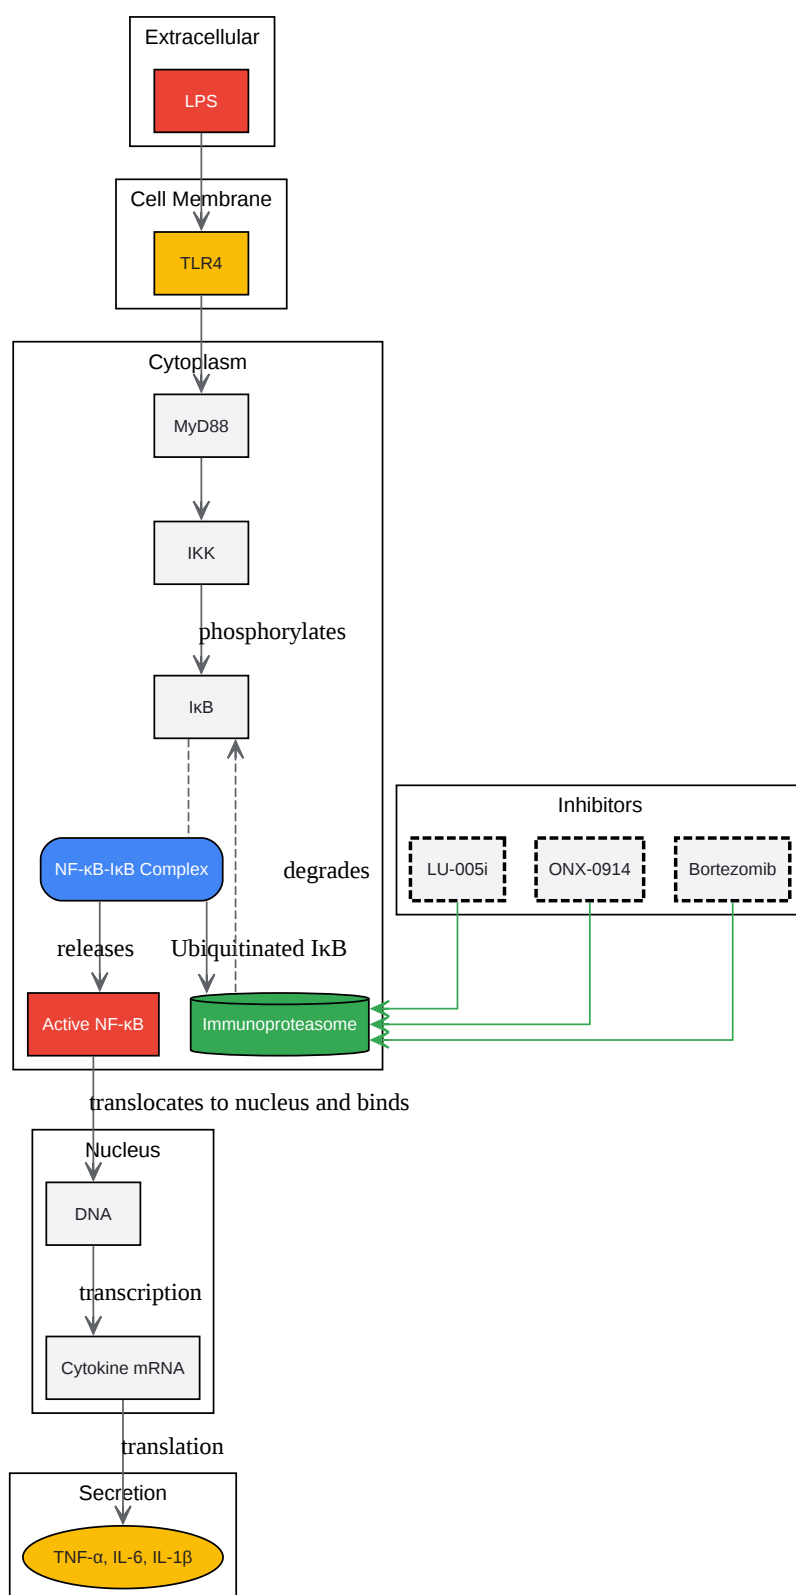 Extracellular
LPS
Cell Membrane
TLR4
Cytoplasm
MyD88
IKK
phosphorylates
IκB
Inhibitors
NF-κB-IκB Complex
degrades
LU-005i
ONX-0914
Bortezomib
releases
Ubiquitinated IκB
Active NF-κB
Immunoproteasome
translocates to nucleus and binds
Nucleus
DNA
transcription
Cytokine mRNA
translation
Secretion
TNF-α, IL-6, IL-1β